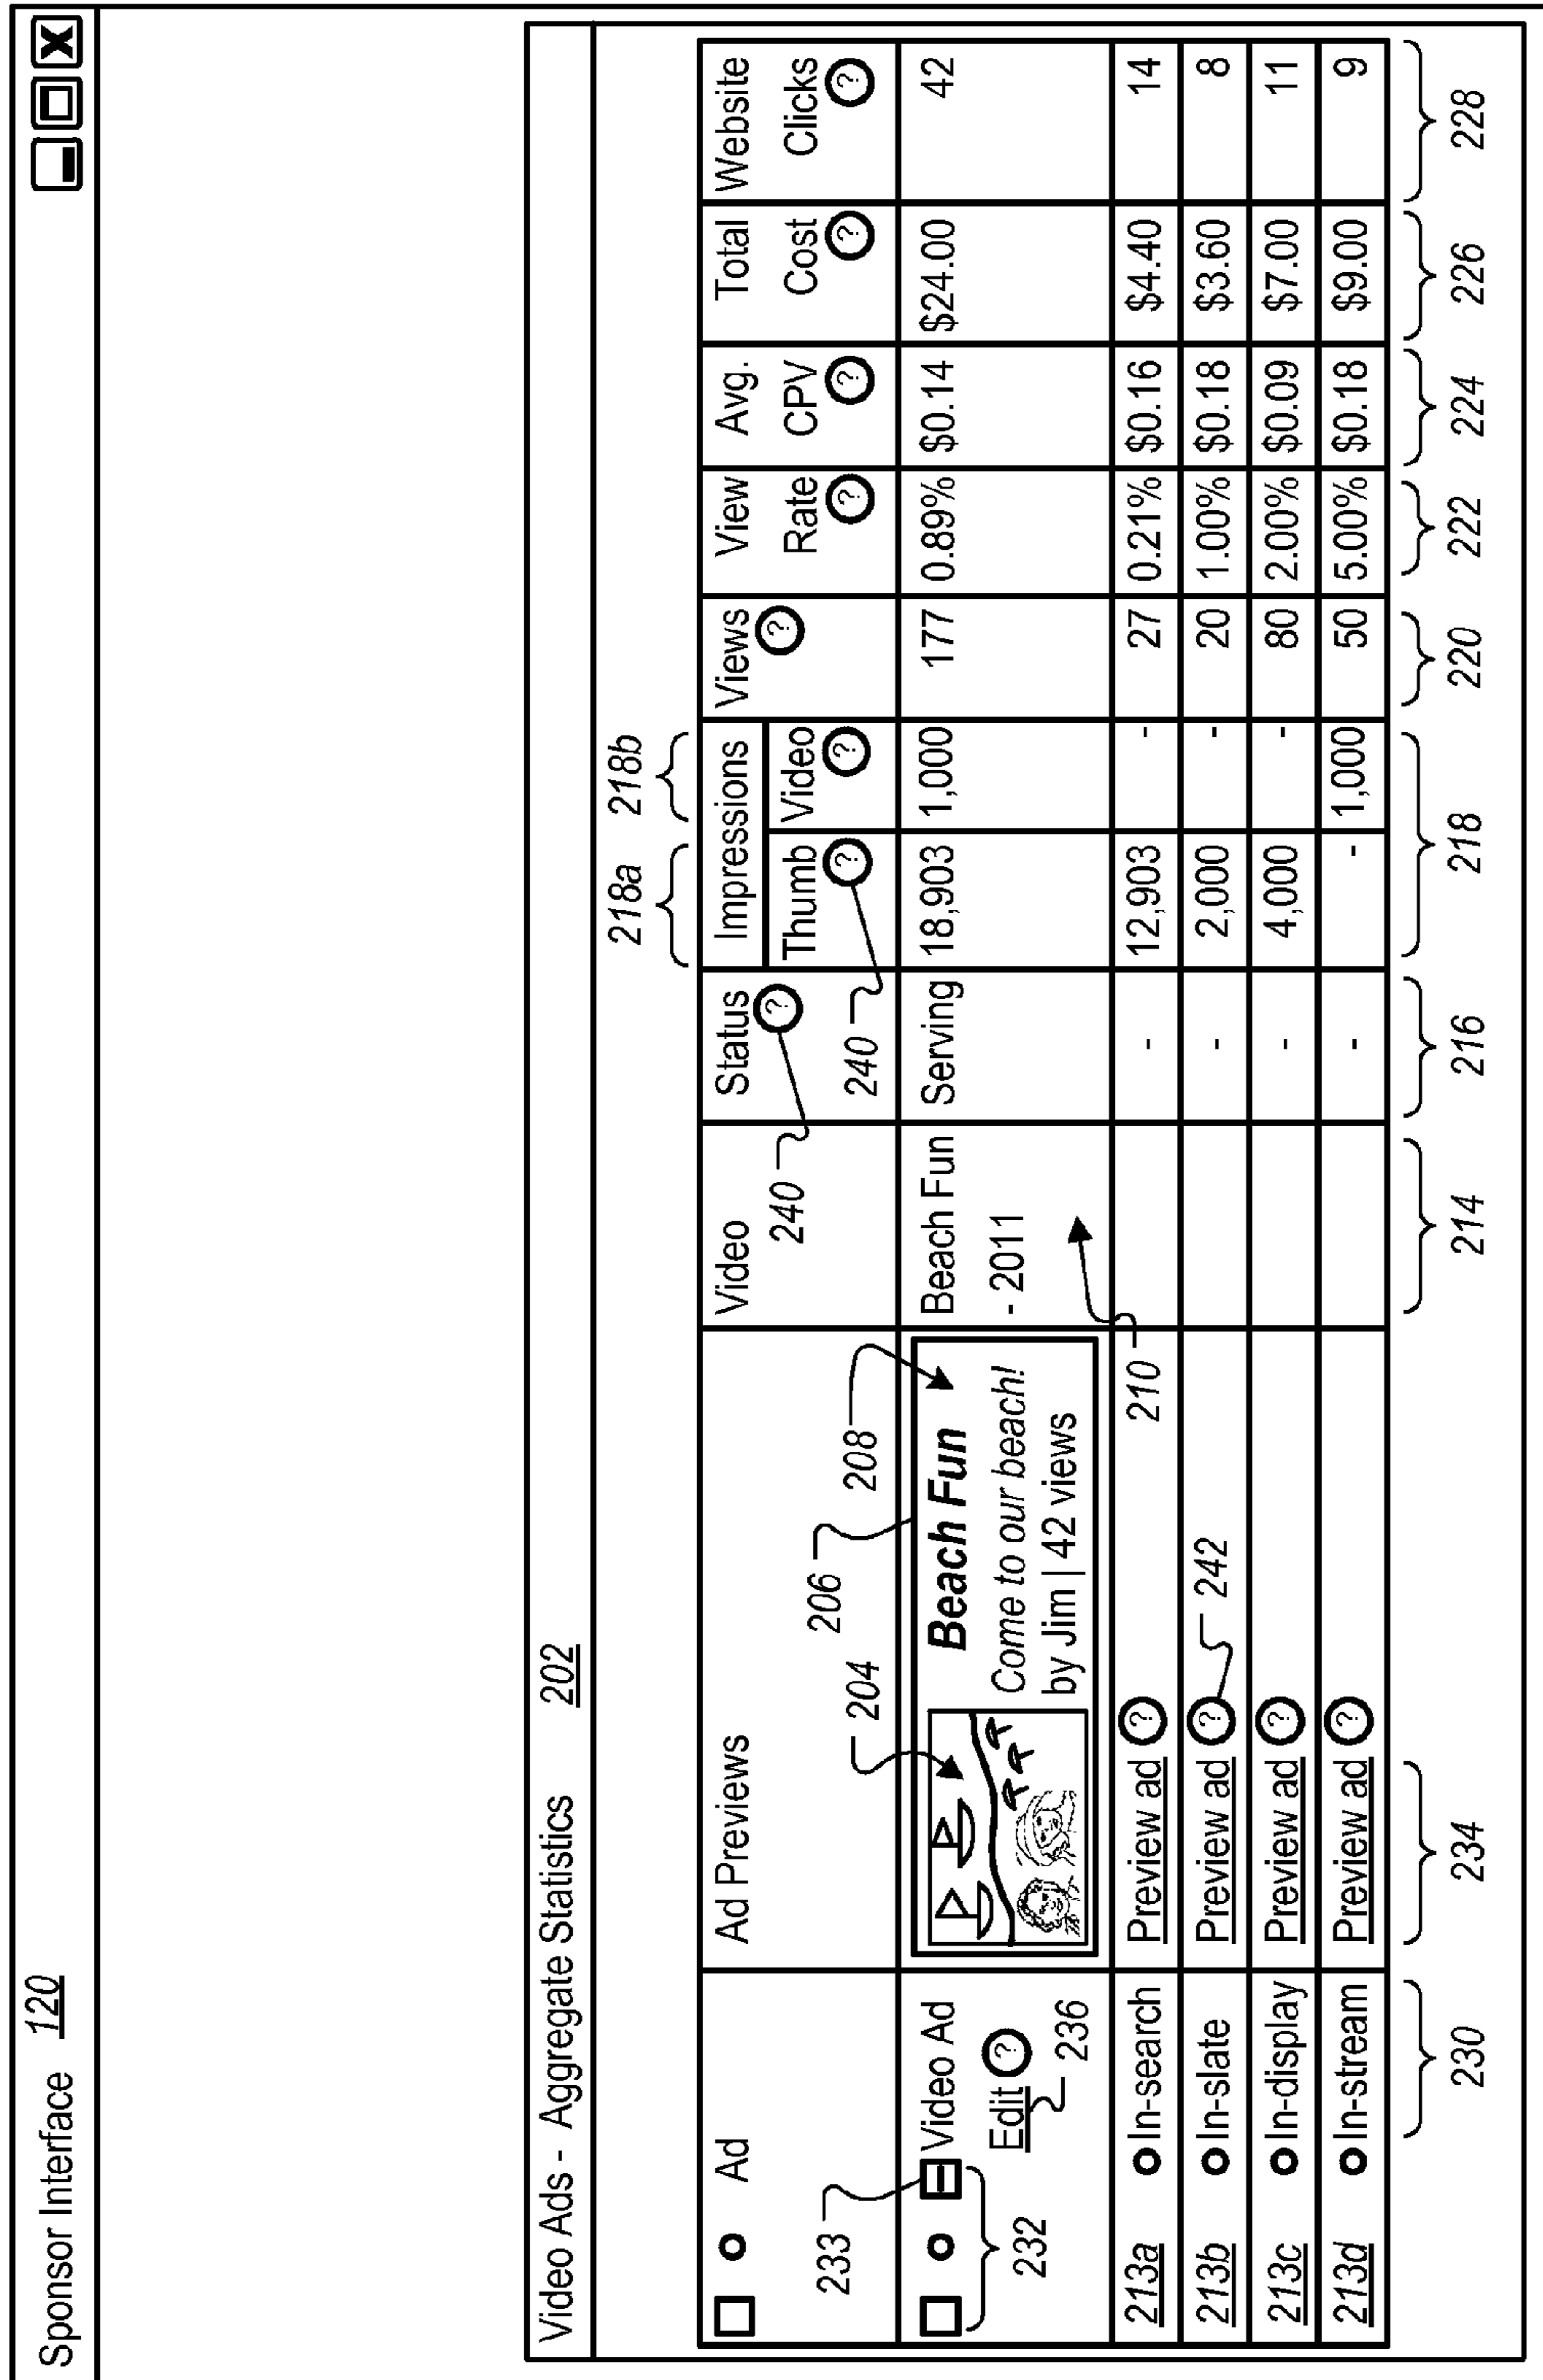 Sponsor Interface 120
X
Video Ads - Aggregate Statistics 202
218a 218b
Ad Ad Previews Video Status ? Impressions Views ? View Rate ? Avg. CPV ? Total Cost ? Website Clicks ?
Thumb ? Video ?
233 204 206 208 240 240
Video Ad Beach Fun Beach Fun - 2011 Serving 18,903 1,000 177 0.89% $0.14 $24.00 42
Edit ? Come to our beach!
232 236 by Jim | 42 views
210
213a In-search Preview ad ? - 12,903 - 27 0.21% $0.16 $4.40 14
213b In-slate Preview ad ? 242 - 2,000 - 20 1.00% $0.18 $3.60 8
213c In-display Preview ad ? - 4,000 - 80 2.00% $0.09 $7.00 11
213d In-stream Preview ad ? - - 1,000 50 5.00% $0.18 $9.00 9
230 234 214 216 218 220 222 224 226 228